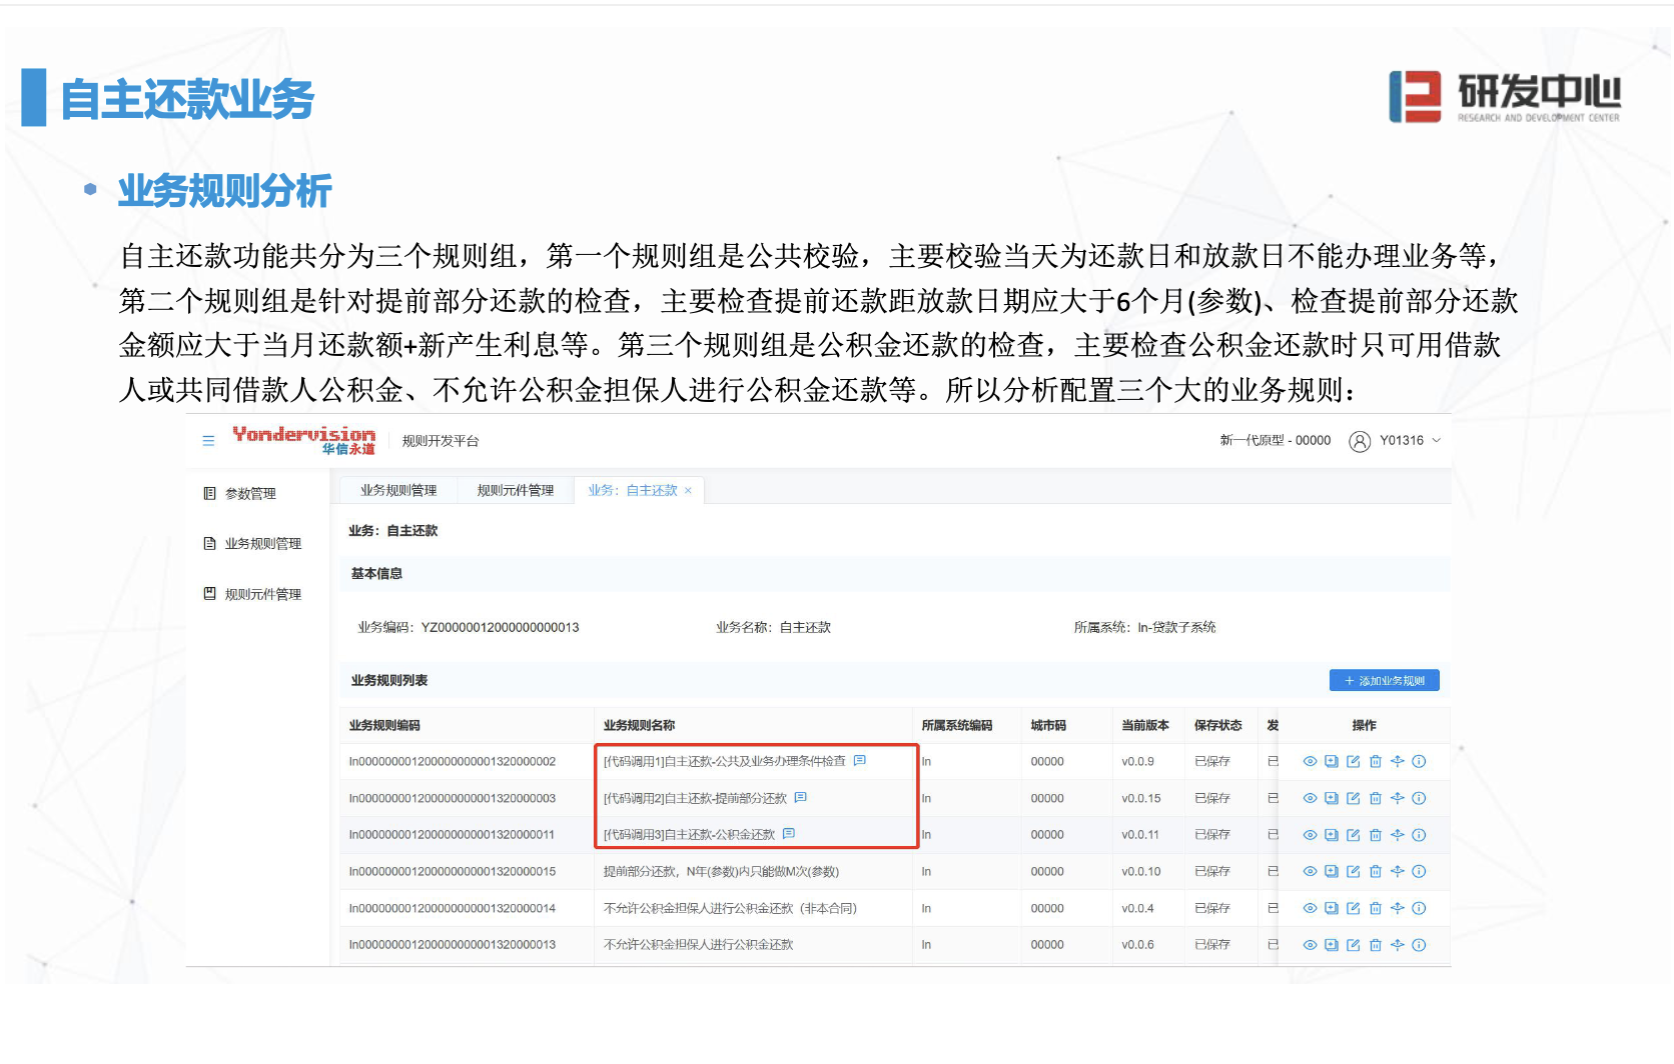 自主还款业务
研发中心
RESEARCH AND DEVELOPMENT CENTER
业务规则分析
自主还款功能共分为三个规则组，第一个规则组是公共校验，主要校验当天为还款日和放款日不能办理业务等，
第二个规则组是针对提前部分还款的检查，主要检查提前还款距放款日期应大于6个月(参数)、检查提前部分还款
金额应大于当月还款额+新产生利息等。第三个规则组是公积金还款的检查，主要检查公积金还款时只可用借款
人或共同借款人公积金、不允许公积金担保人进行公积金还款等。所以分析配置三个大的业务规则：
Yondervision
华信永道
规则开发平台
新一代原型 - 00000
Y01316
参数管理
业务规则管理
规则元件管理
业务规则管理 规则元件管理 业务：自主还款 ×
业务：自主还款
基本信息
业务编码：YZ00000012000000000013 业务名称：自主还款 所属系统：ln-贷款子系统
业务规则列表
+ 添加业务规则
业务规则编码 业务规则名称 所属系统编码 城市码 当前版本 保存状态 发 操作
ln0000000012000000000001320000002 [代码调用1]自主还款-公共及业务办理条件检查 ln 00000 v0.0.9 已保存 已
ln0000000012000000000001320000003 [代码调用2]自主还款-提前部分还款 ln 00000 v0.0.15 已保存 已
ln0000000012000000000001320000011 [代码调用3]自主还款-公积金还款 ln 00000 v0.0.11 已保存 已
ln0000000012000000000001320000015 提前部分还款，N年(参数)内只能做M次(参数) ln 00000 v0.0.10 已保存 已
ln0000000012000000000001320000014 不允许公积金担保人进行公积金还款（非本合同) ln 00000 v0.0.4 已保存 已
ln0000000012000000000001320000013 不允许公积金担保人进行公积金还款 ln 00000 v0.0.6 已保存 已